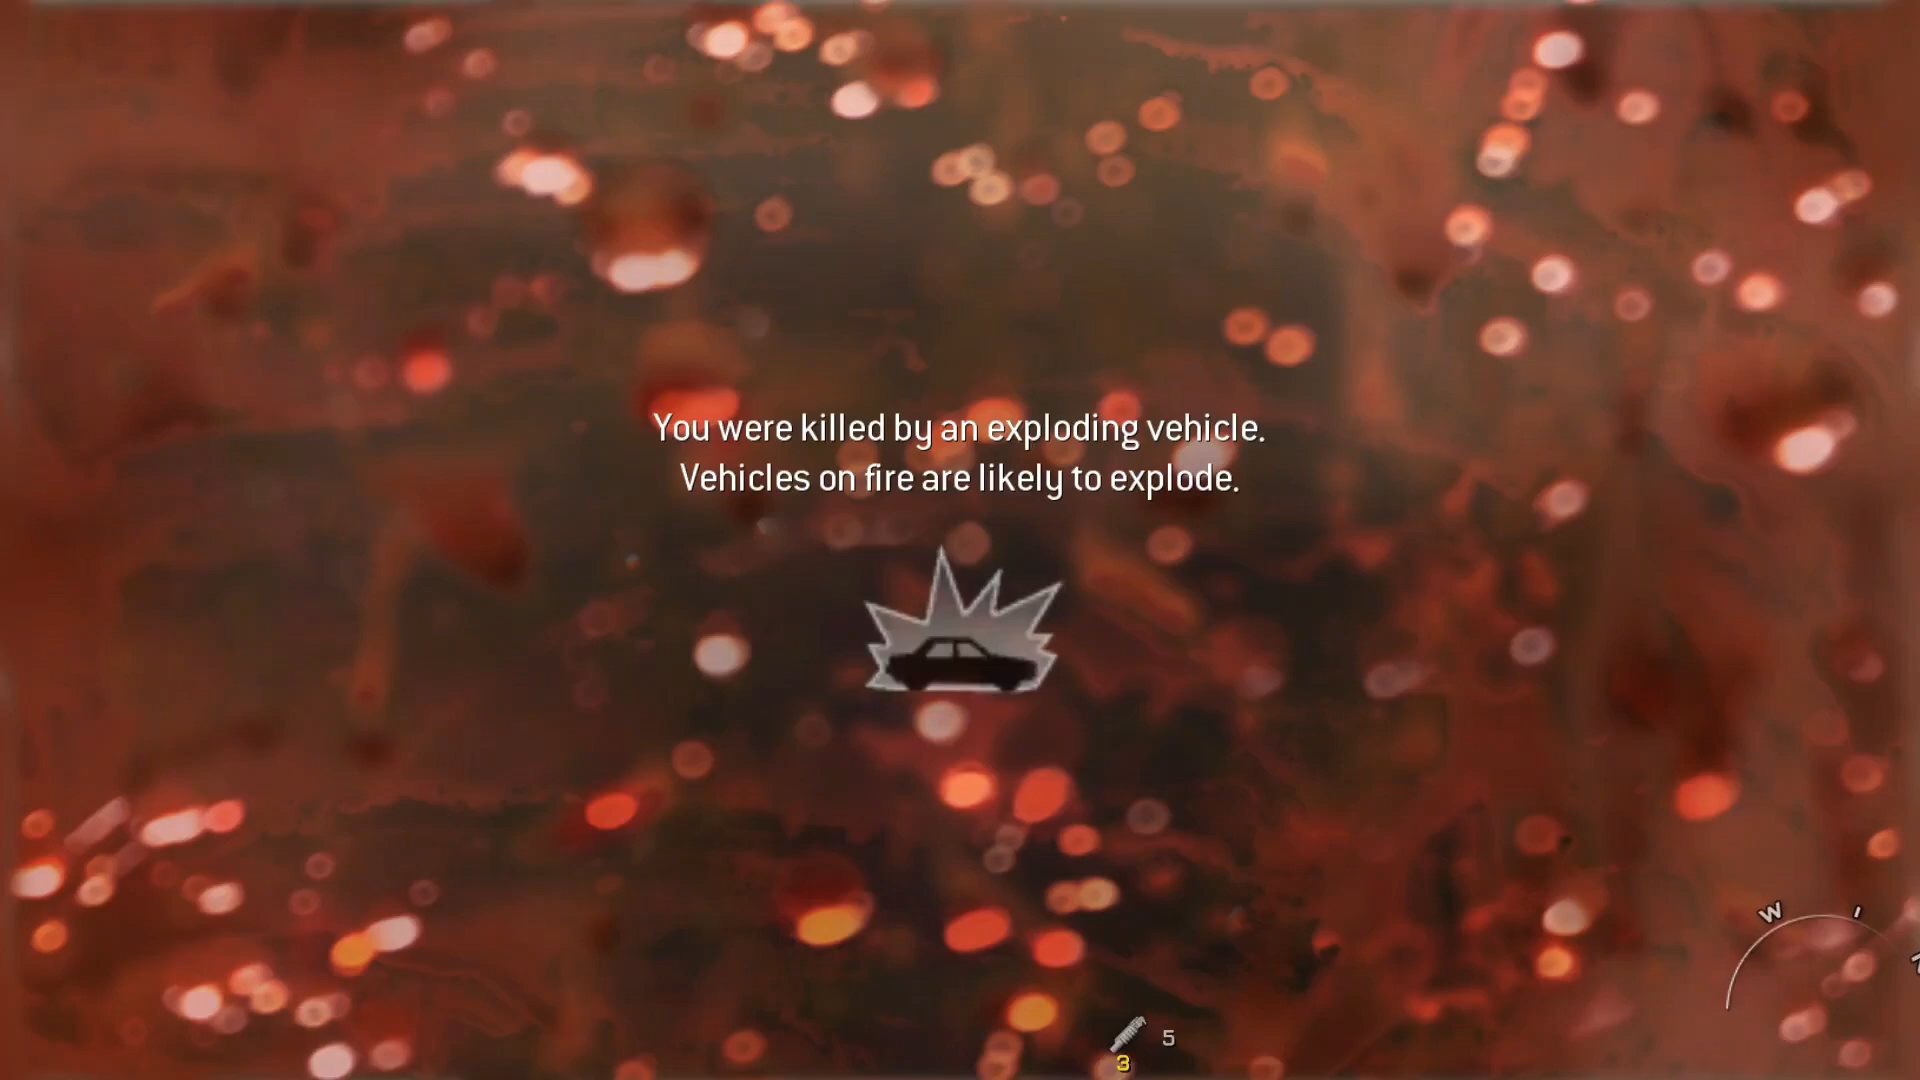 You were killed by an exploding vehicle.
Vehicles on fire are likely to explode.
W
5
3